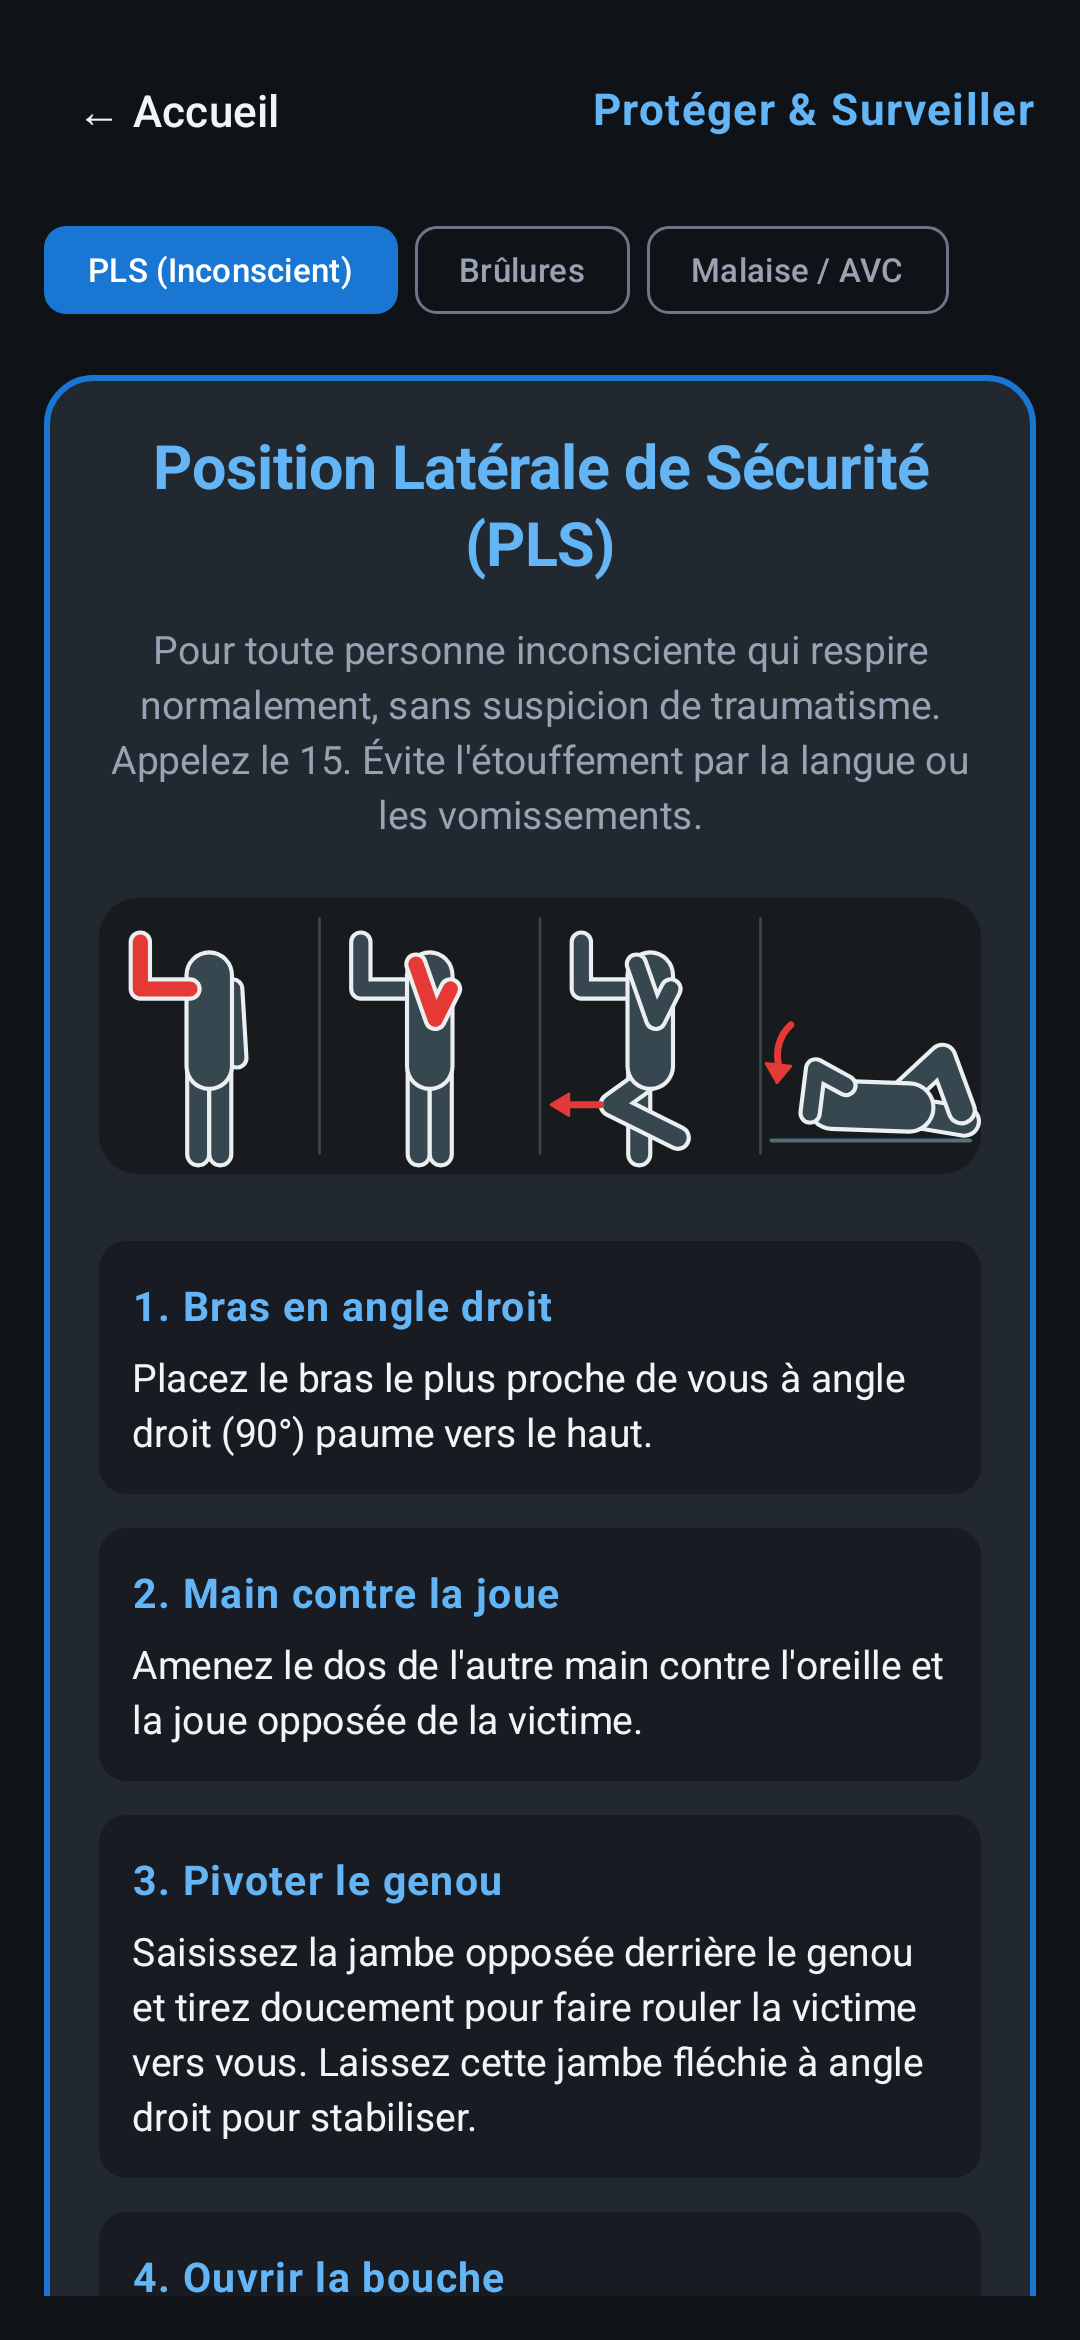 ← Accueil
Protéger & Surveiller
PLS (Inconscient)
Brûlures
Malaise / AVC
Position Latérale de Sécurité
(PLS)
Pour toute personne inconsciente qui respire
normalement, sans suspicion de traumatisme.
Appelez le 15. Évite l'étouffement par la langue ou
les vomissements.
1. Bras en angle droit
Placez le bras le plus proche de vous à angle
droit (90°) paume vers le haut.
2. Main contre la joue
Amenez le dos de l'autre main contre l'oreille et
la joue opposée de la victime.
3. Pivoter le genou
Saisissez la jambe opposée derrière le genou
et tirez doucement pour faire rouler la victime
vers vous. Laissez cette jambe fléchie à angle
droit pour stabiliser.
4. Ouvrir la bouche